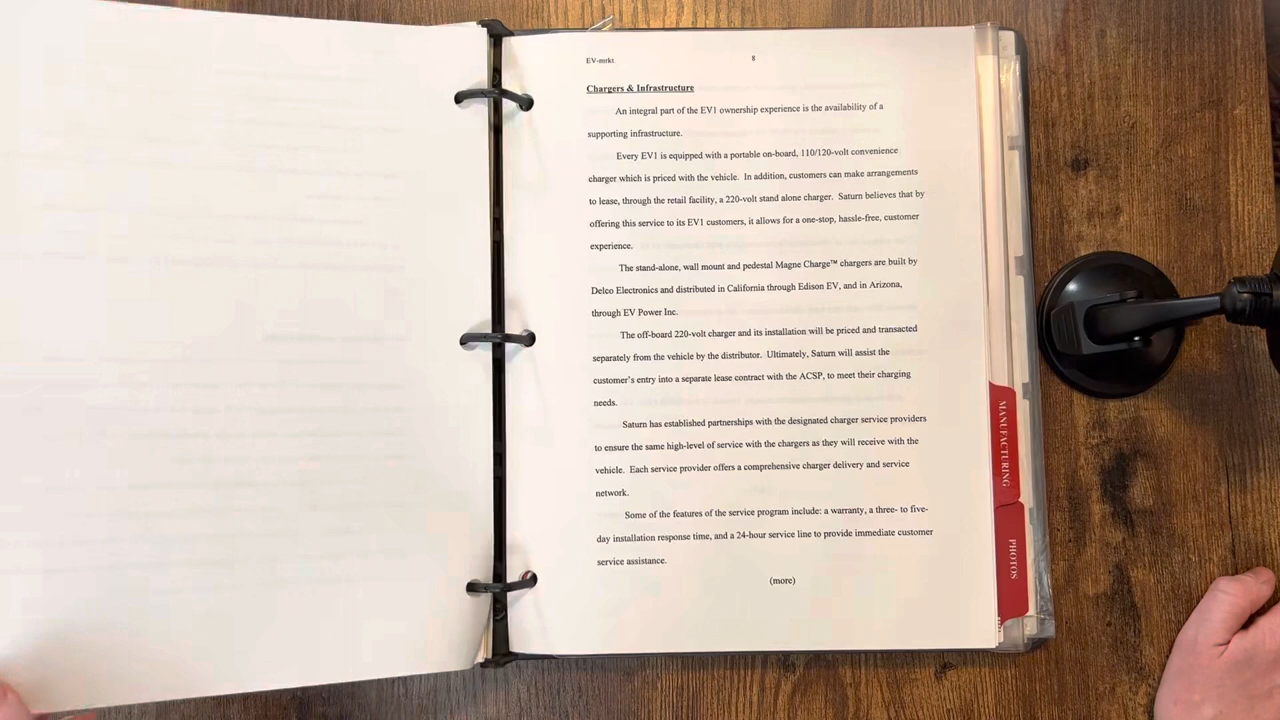 EV-mrkt
8
Chargers & Infrastructure
An integral part of the EV1 ownership experience is the availability of a
supporting infrastructure.
Every EV1 is equipped with a portable on-board, 110/120-volt convenience
charger which is priced with the vehicle. In addition, customers can make arrangements
to lease, through the retail facility, a 220-volt stand alone charger. Saturn believes that by
offering this service to its EV1 customers, it allows for a one-stop, hassle-free, customer
experience.
The stand-alone, wall mount and pedestal Magne Charge™ chargers are built by
Delco Electronics and distributed in California through Edison EV, and in Arizona,
through EV Power Inc.
The off-board 220-volt charger and its installation will be priced and transacted
separately from the vehicle by the distributor. Ultimately, Saturn will assist the
customer's entry into a separate lease contract with the ACSP, to meet their charging
needs.
Saturn has established partnerships with the designated charger service providers
to ensure the same high-level of service with the chargers as they will receive with the
vehicle. Each service provider offers a comprehensive charger delivery and service
network.
Some of the features of the service program include: a warranty, a three- to five-
day installation response time, and a 24-hour service line to provide immediate customer
service assistance.
(more)
MANUFACTURING
PHOTOS